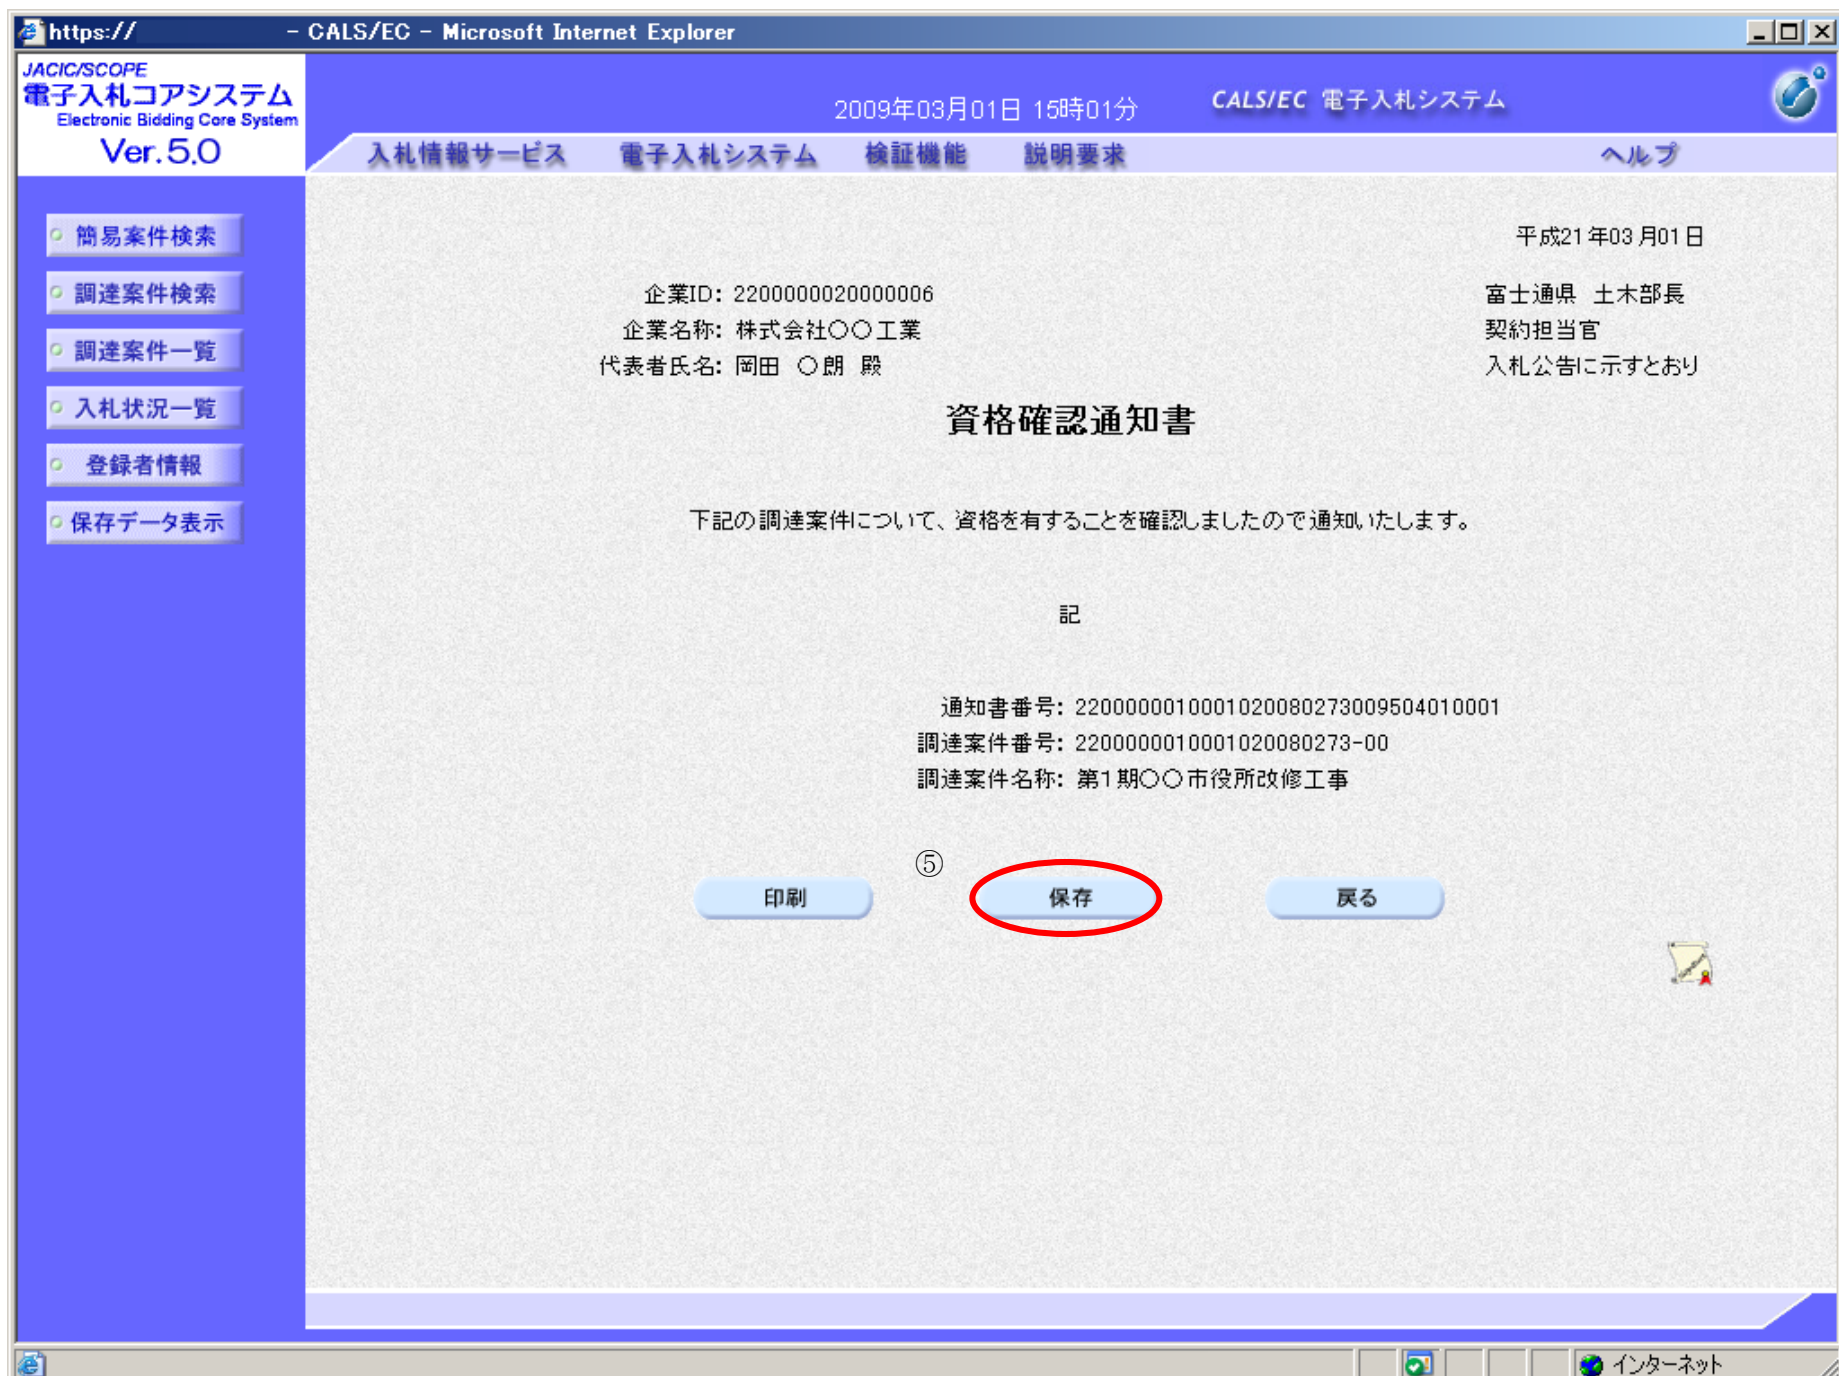 https:// - CALS/EC - Microsoft Internet Explorer
JACIC/SCOPE
電子入札コアシステム
Electronic Bidding Core System
Ver.5.0
2009年03月01日 15時01分
CALS/EC 電子入札システム
入札情報サービス 電子入札システム 検証機能 説明要求 ヘルプ
簡易案件検索
調達案件検索
調達案件一覧
入札状況一覧
登録者情報
保存データ表示
平成21年03月01日
企業ID: 2200000020000006
富士通県 土木部長
企業名称: 株式会社〇〇工業
契約担当官
代表者氏名: 岡田 〇朗 殿
入札公告に示すとおり
資格確認通知書
下記の調達案件について、資格を有することを確認しましたので通知いたします。
記
通知書番号: 2200000010001020080273009504010001
調達案件番号: 2200000010001020080273-00
調達案件名称: 第1期〇〇市役所改修工事
⑤
印刷 保存 戻る
インターネット